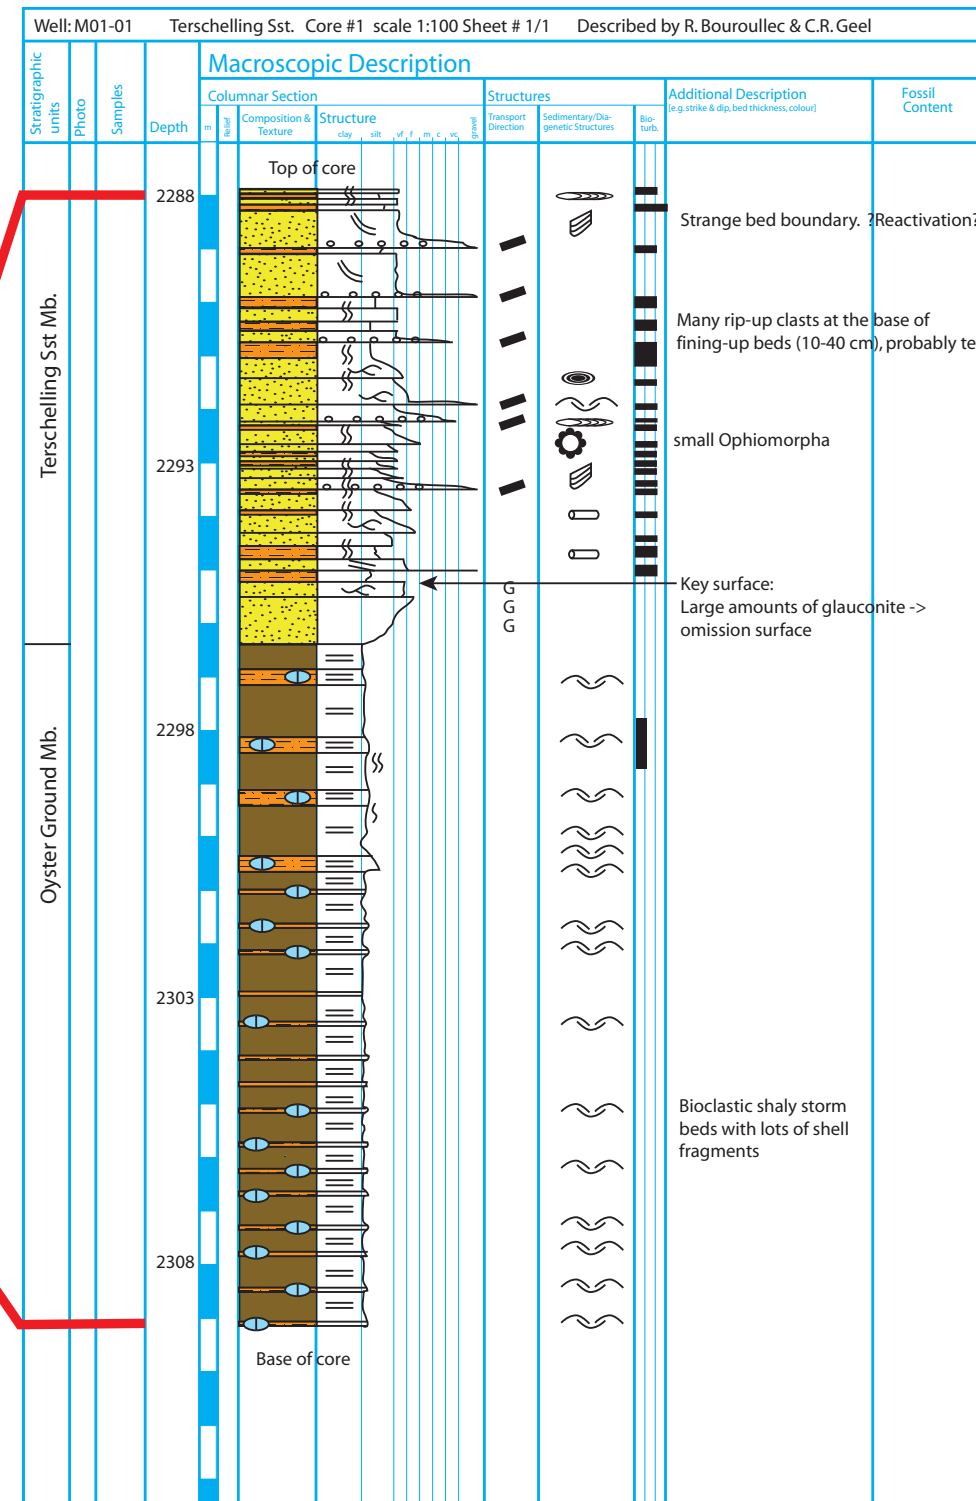 Well: M01-01 Terschelling Sst. Core #1 scale 1:100 Sheet # 1/1 Described by R. Bouroullec & C.R. Geel
Macroscopic Description
Stratigraphic
units
Photo
Samples
Depth
Columnar Section
Structures
Additional Description
[e.g. strike & dip, bed thickness, colour]
Fossil
Content
m
Relief
Composition &
Texture
Structure
clay silt vf f m c vc gravel
Transport
Direction
Sedimentary/Dia-
genetic Structures
Bio-
turb.
Top of core
2288
Strange bed boundary. ?Reactivation?
Many rip-up clasts at the base of
fining-up beds (10-40 cm), probably te
Terschelling Sst Mb.
small Ophiomorpha
2293
Key surface:
Large amounts of glauconite ->
omission surface
G
G
G
2298
Oyster Ground Mb.
2303
Bioclastic shaly storm
beds with lots of shell
fragments
2308
Base of core